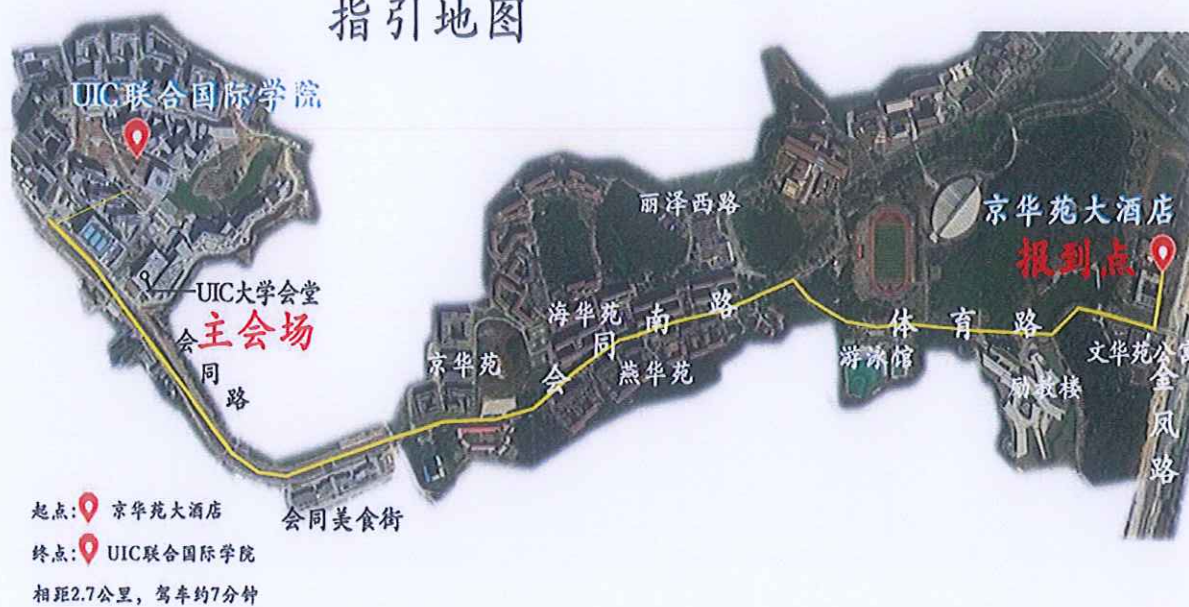 指引地图
UIC联合国际学院
丽泽西路
京华苑大酒店
报到点
UIC大学会堂
主会场
会同路
海华苑
会同南路
体育路
京华苑
燕华苑
游泳馆
励教楼
文华苑公寓
金凤路
会同美食街
起点: 京华苑大酒店
终点: UIC联合国际学院
相距2.7公里，驾车约7分钟